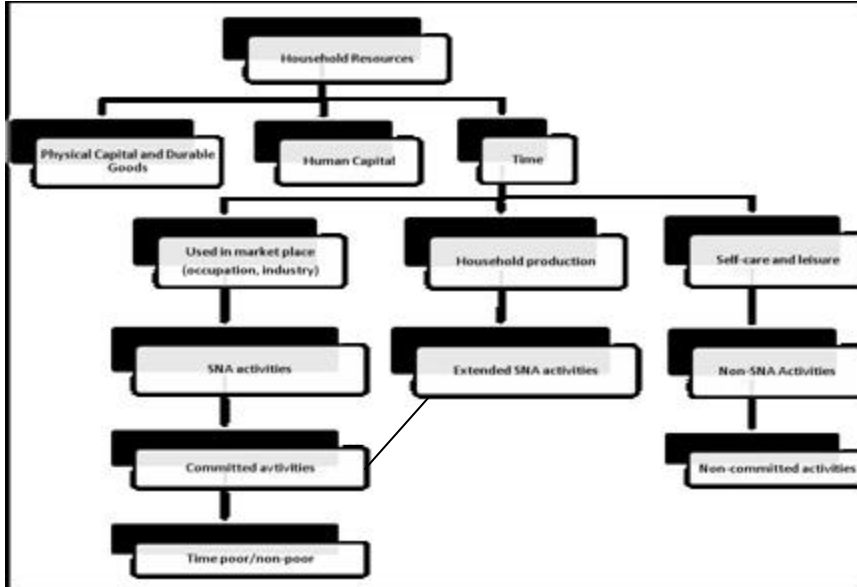 Household Resources
Physical Capital and Durable
Goods
Human Capital
Time
Used in market place
(occupation, industry)
Household production
Self-care and leisure
SNA activities
Extended SNA activities
Non-SNA Activities
Committed avtivities
Non-committed activities
Time poor/non-poor